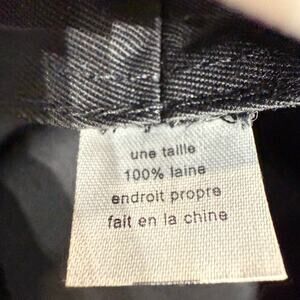 une taille
100% laine
endroit propre
fait en la chine